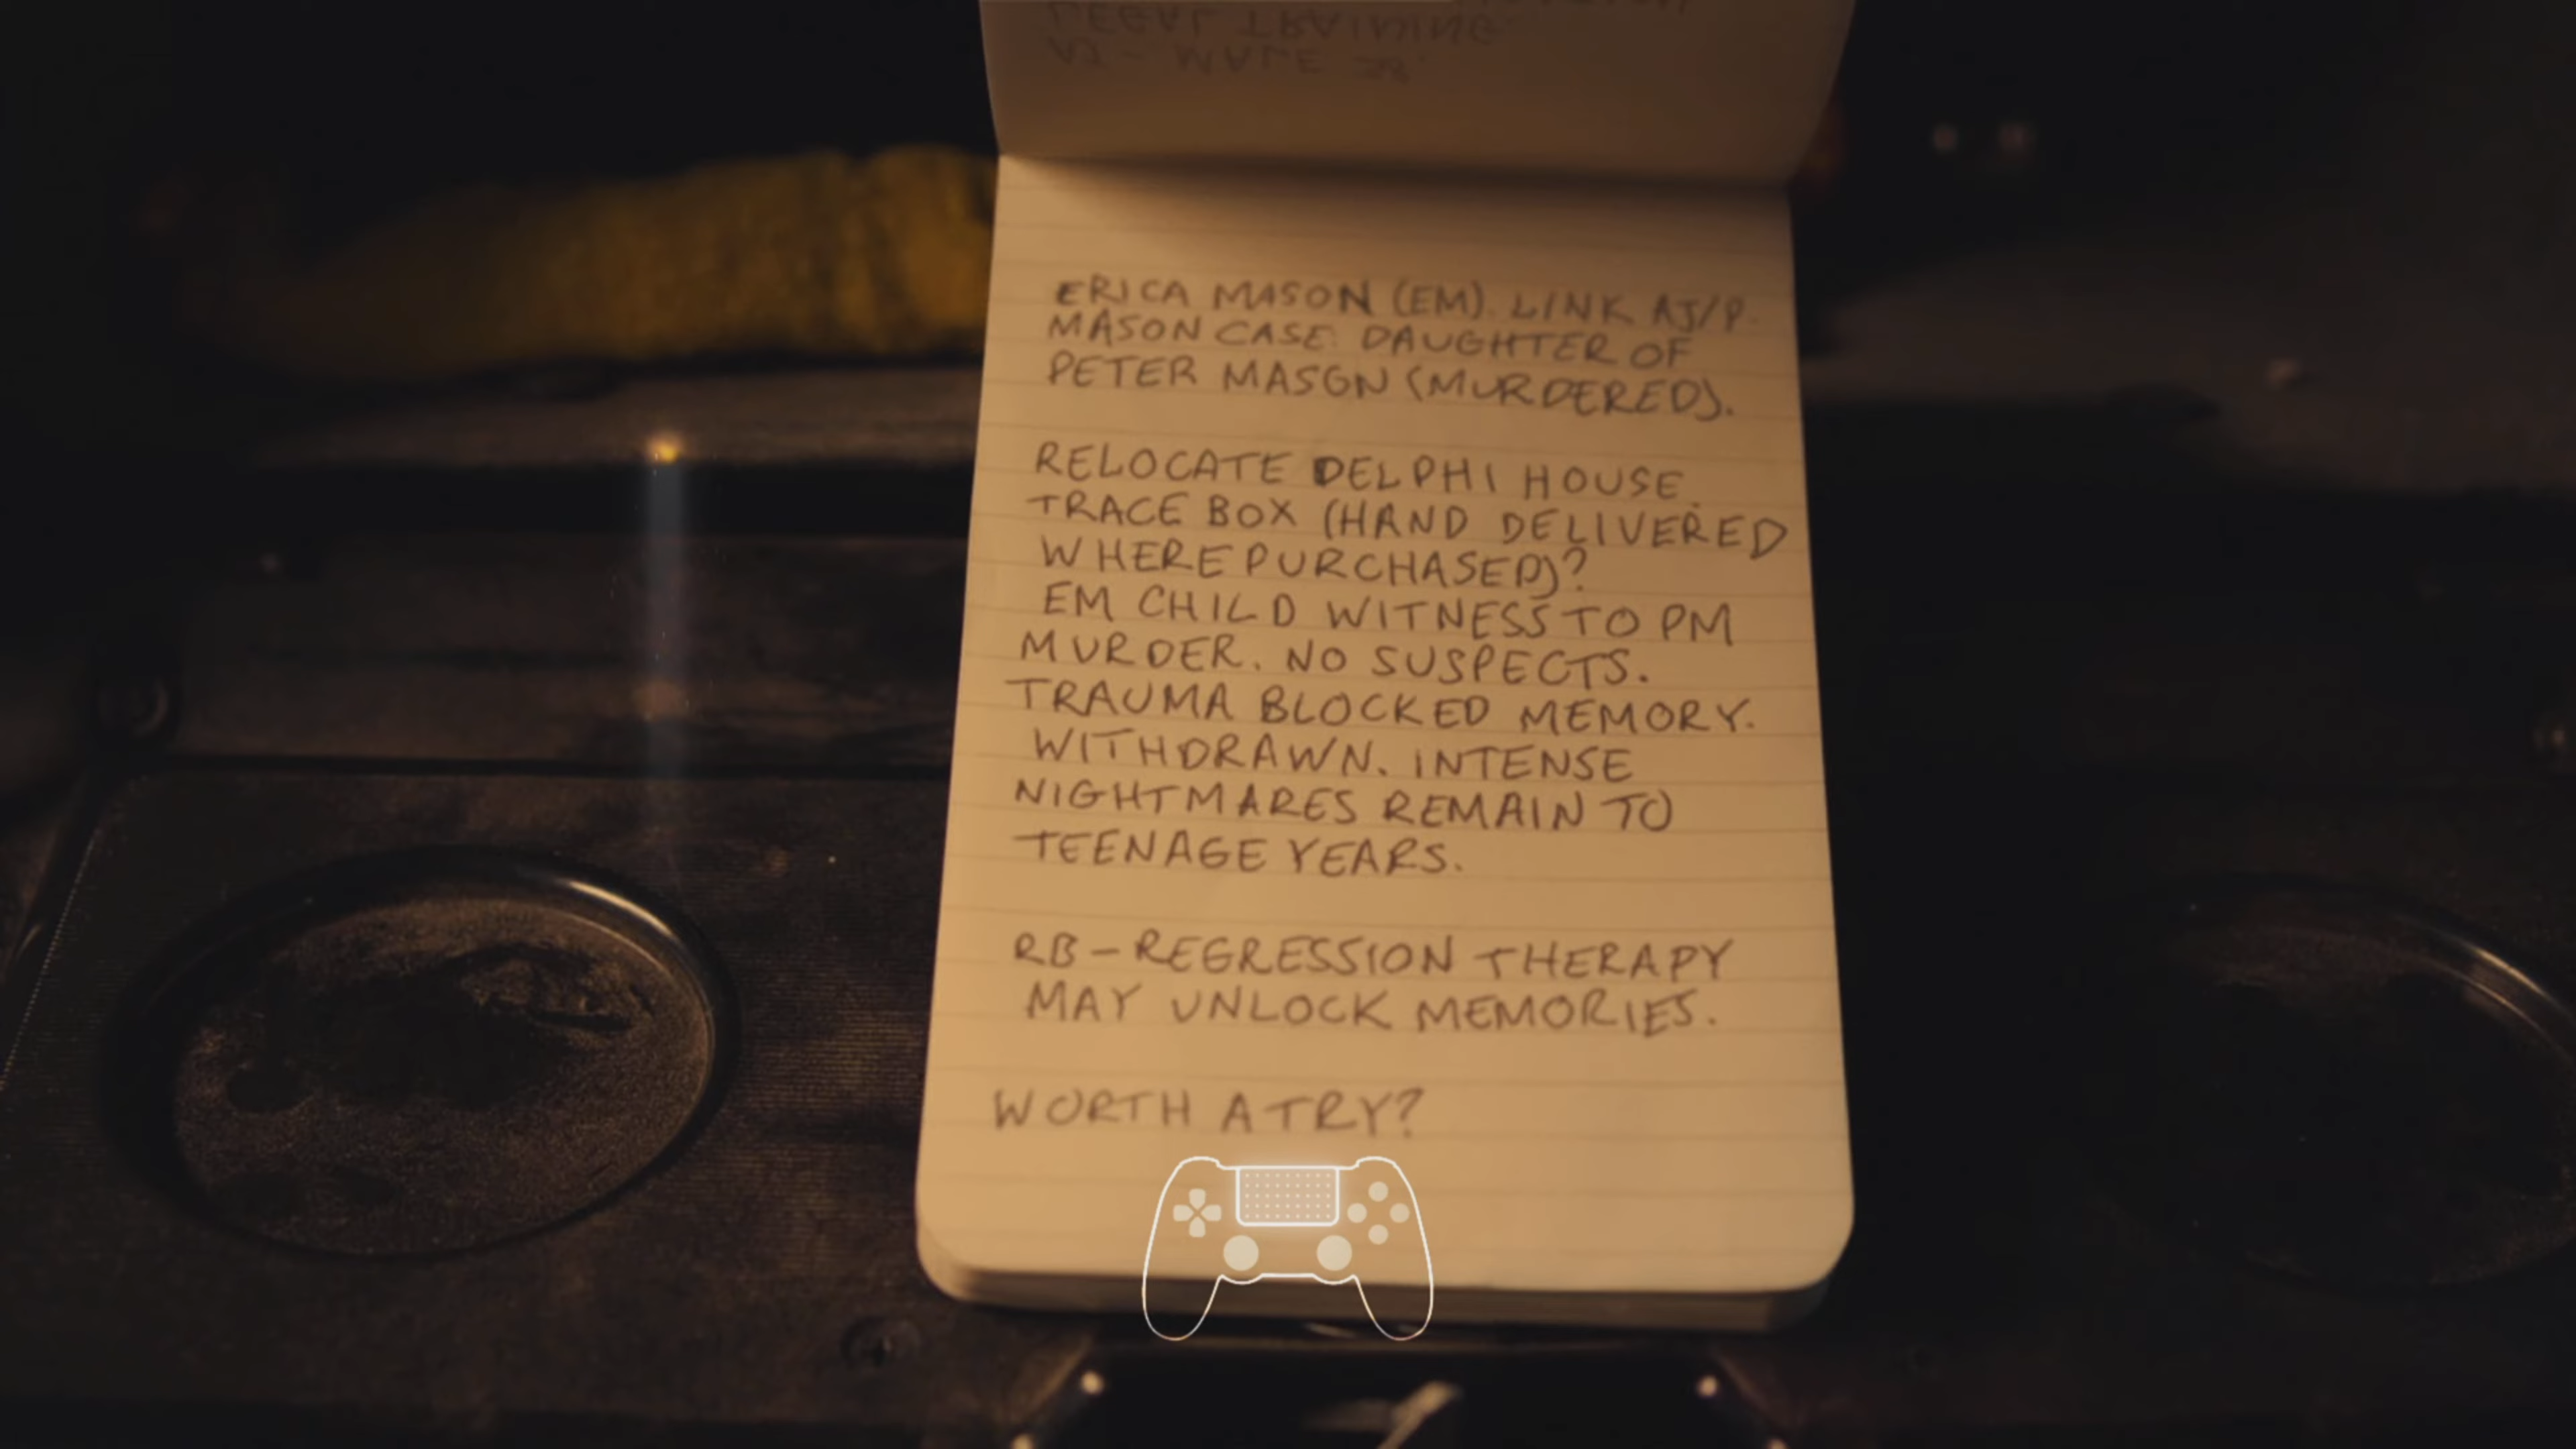 LEGAL TRAINING
ERICA MASON (EM). LINK AJ/P.
MASON CASE. DAUGHTER OF
PETER MASON (MURDERED).
RELOCATE DELPHI HOUSE.
TRACE BOX (HAND DELIVERED
WHERE PURCHASED)?
EM CHILD WITNESS TO PM
MURDER. NO SUSPECTS.
TRAUMA BLOCKED MEMORY.
WITHDRAWN. INTENSE
NIGHTMARES REMAIN TO
TEENAGE YEARS.
RB-REGRESSION THERAPY
MAY UNLOCK MEMORIES.
WORTH A TRY?